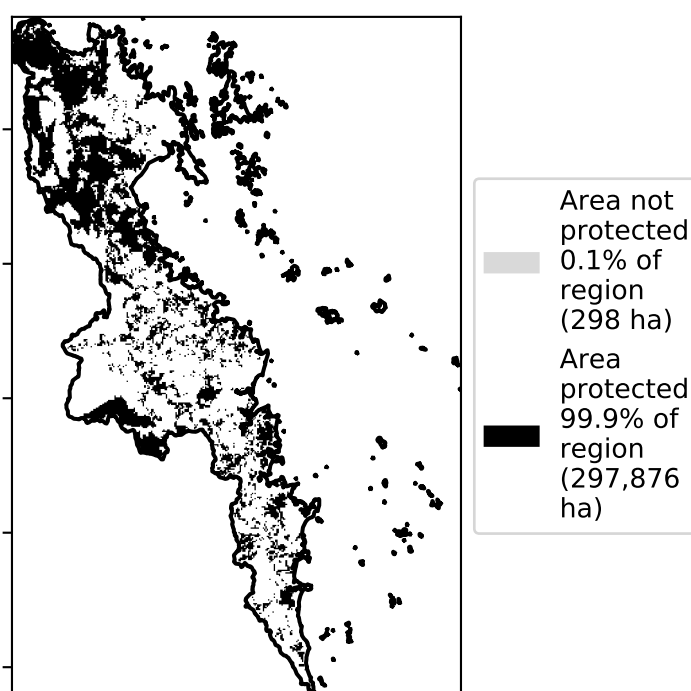 Area not
protected
0.1% of
region
(298 ha)
Area
protected
99.9% of
region
(297,876
ha)